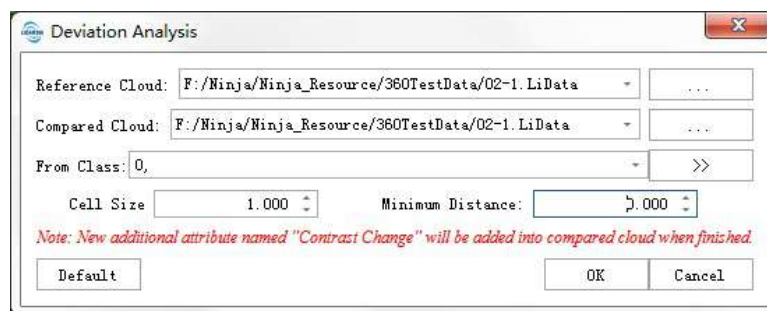 Deviation Analysis
Reference Cloud: F:/Ninja/Ninja_Resource/360TestData/02-1.LiData ...
Compared Cloud: F:/Ninja/Ninja_Resource/360TestData/02-1.LiData ...
From Class: 0, >>
Cell Size 1.000 Minimum Distance: .000
Note: New additional attribute named "Contrast Change" will be added into compared cloud when finished.
Default OK Cancel